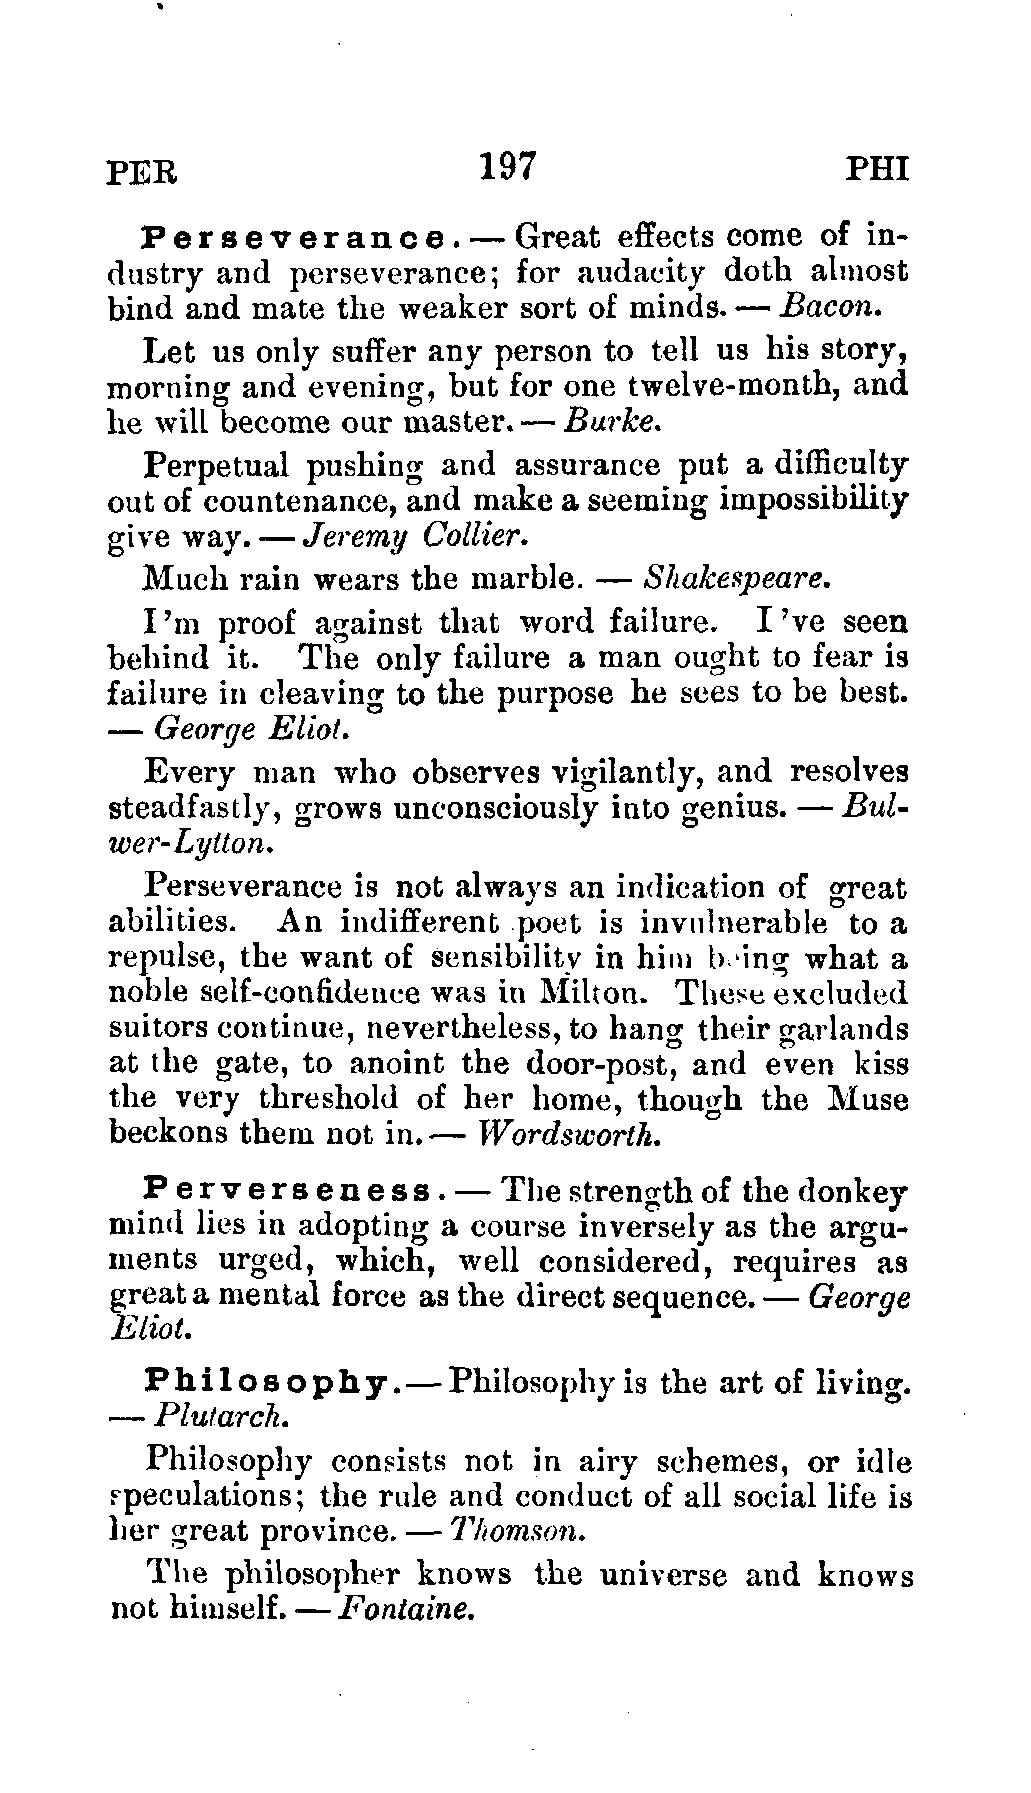 PER 197 PHI
Perseverance. — Great effects come of in-
dustry and perseverance; for audacity doth almost
bind and mate the weaker sort of minds. — Bacon.
Let us only suffer any person to tell us his story,
morning and evening, but for one twelve-month, and
he will become our master. — Burke.
Perpetual pushing and assurance put a difficulty
out of countenance, and make a seeming impossibility
give way. — Jeremy Collier.
Much rain wears the marble. — Shakespeare.
I'm proof against that word failure. I've seen
behind it. The only failure a man ought to fear is
failure in cleaving to the purpose he sees to be best.
— George Eliot.
Every man who observes vigilantly, and resolves
steadfastly, grows unconsciously into genius. — Bul-
wer-Lytton.
Perseverance is not always an indication of great
abilities. An indifferent poet is invulnerable to a
repulse, the want of sensibility in him being what a
noble self-confidence was in Milton. These excluded
suitors continue, nevertheless, to hang their garlands
at the gate, to anoint the door-post, and even kiss
the very threshold of her home, though the Muse
beckons them not in. — Wordsworth.
Perverseness. — The strength of the donkey
mind lies in adopting a course inversely as the argu-
ments urged, which, well considered, requires as
great a mental force as the direct sequence. — George
Eliot.
Philosophy. — Philosophy is the art of living.
— Plutarch.
Philosophy consists not in airy schemes, or idle
speculations; the rule and conduct of all social life is
her great province. — Thomson.
The philosopher knows the universe and knows
not himself. — Fontaine.